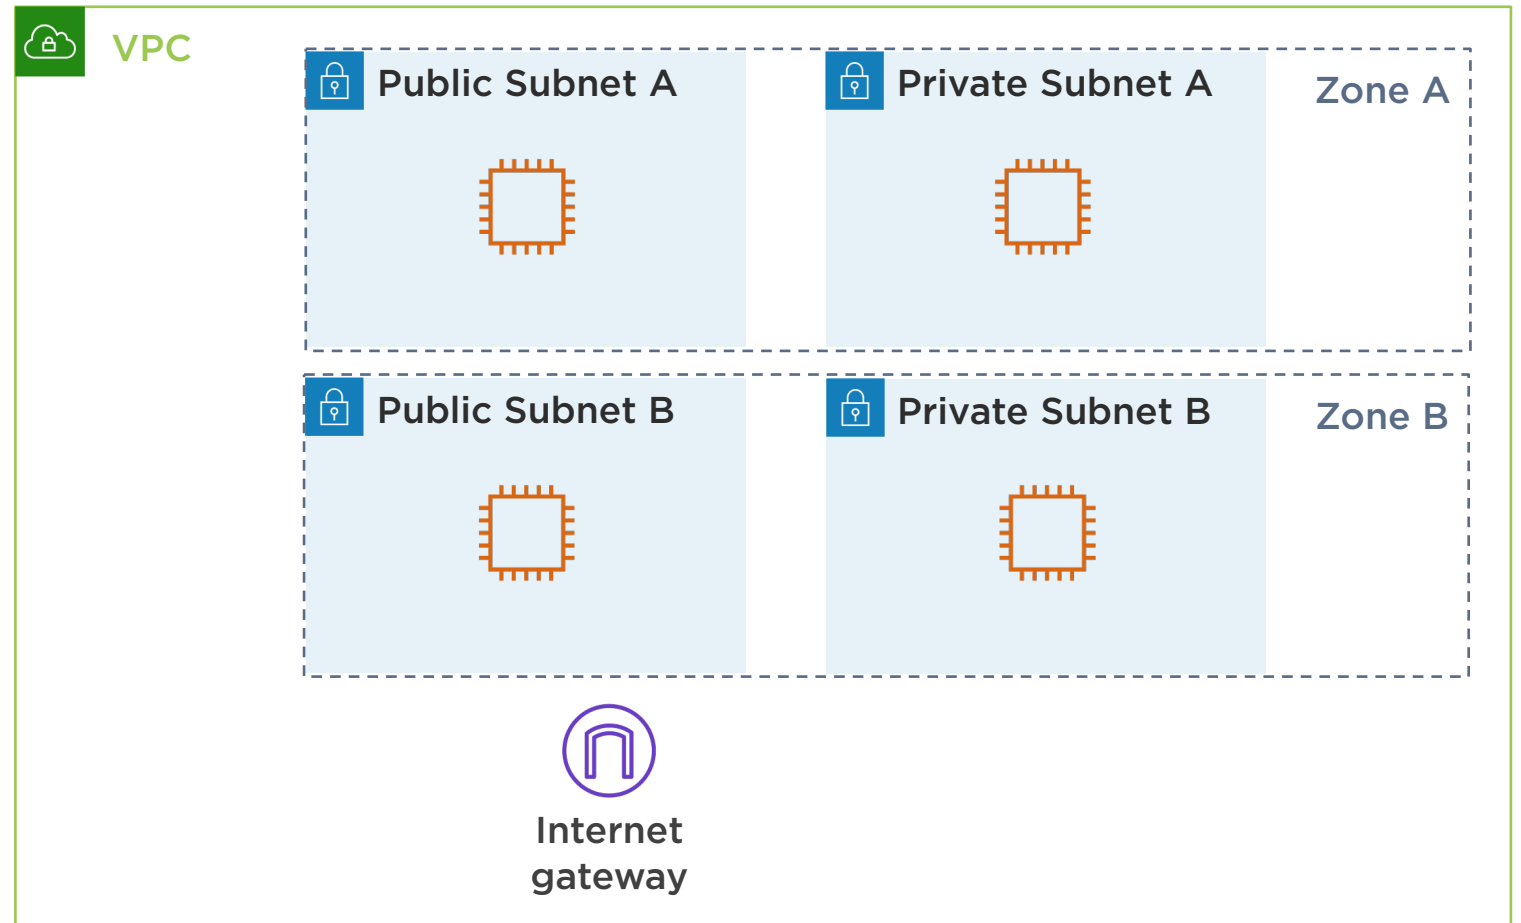 VPC
Public Subnet A
Private Subnet A
Zone A
Public Subnet B
Private Subnet B
Zone B
Internet
gateway